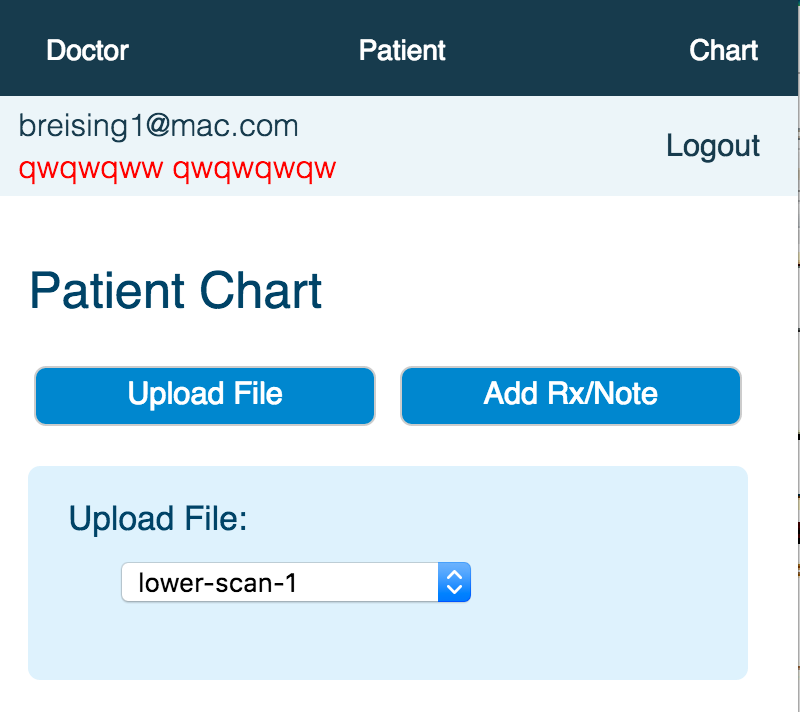 Doctor Patient Chart
breising1@mac.com
qwqwqww qwqwqwqw
Logout
Patient Chart
Upload File Add Rx/Note
Upload File:
lower-scan-1